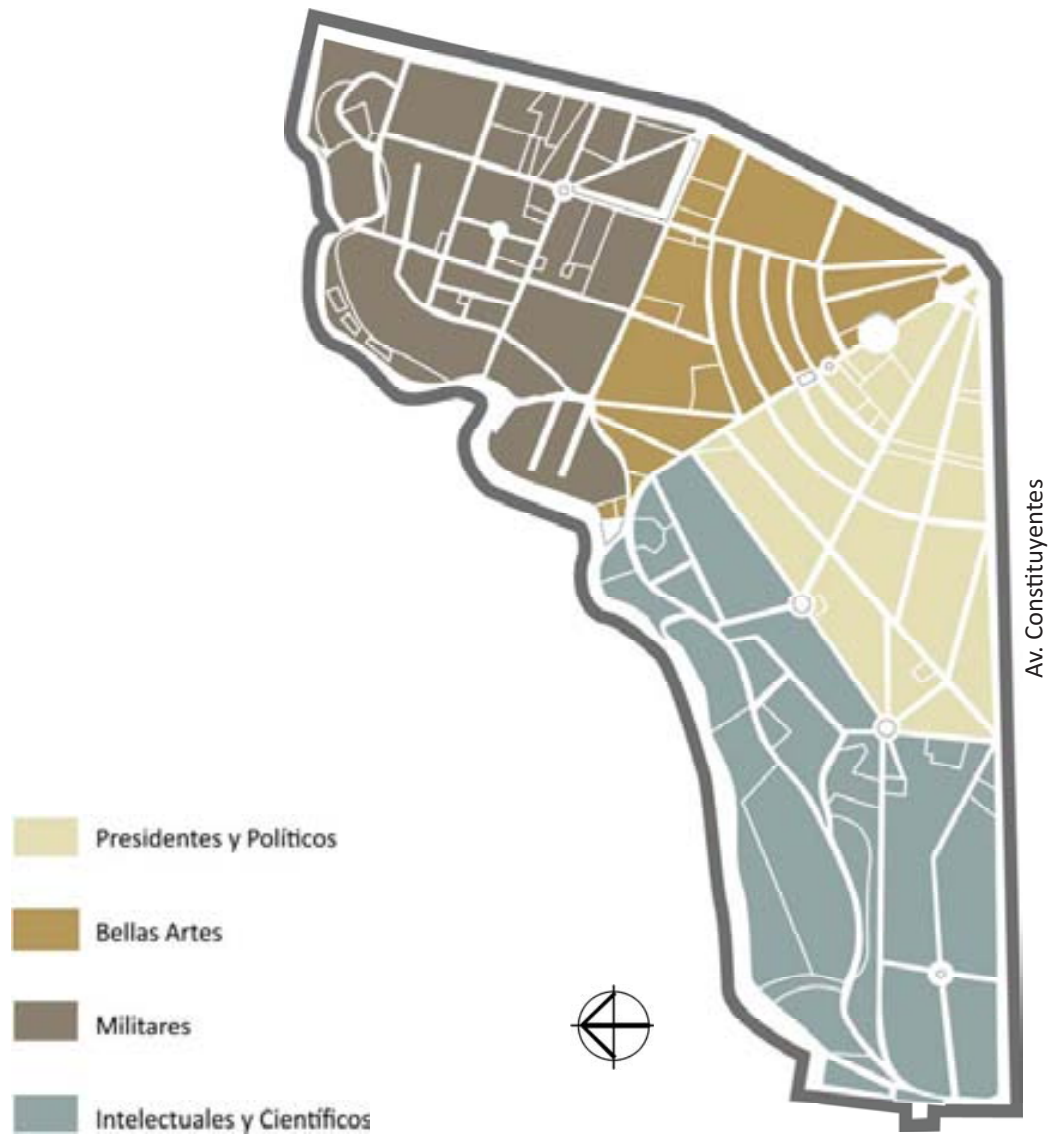 Av. Constituyentes
Presidentes y Políticos
Bellas Artes
Militares
Intelectuales y Científicos